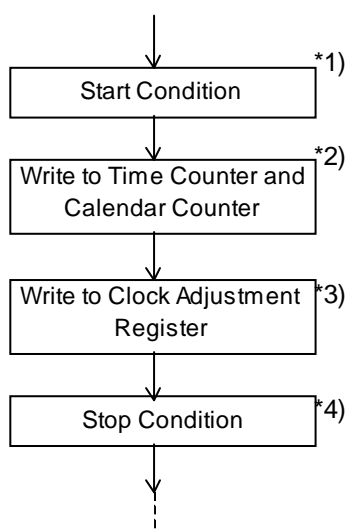 *1)
Start Condition
*2)
Write to Time Counter and
Calendar Counter
*3)
Write to Clock Adjustment
Register
*4)
Stop Condition